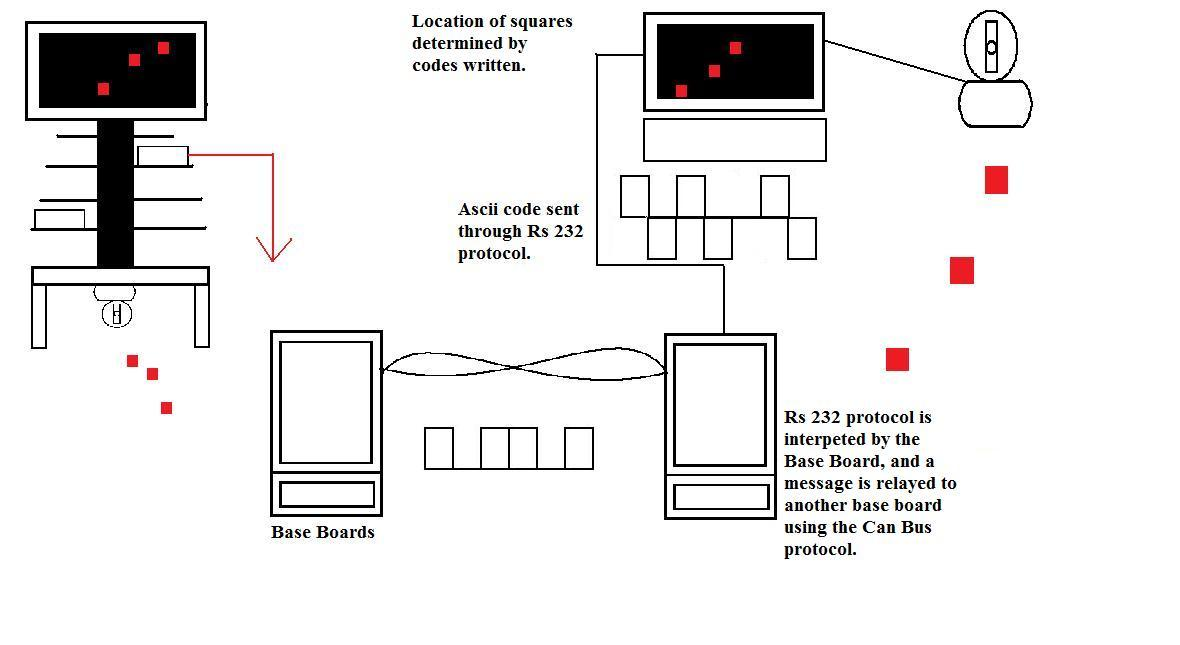 Location of squares
determined by
codes written.
Ascii code sent
through Rs 232
protocol.
Rs 232 protocol is
interpeted by the
Base Board, and a
message is relayed to
another base board
using the Can Bus
protocol.
Base Boards